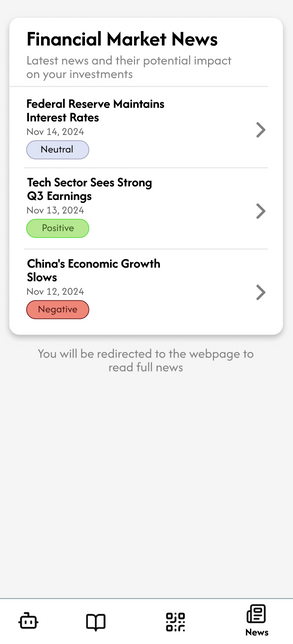 Financial Market News
Latest news and their potential impact
on your investments
Federal Reserve Maintains
Interest Rates
Nov 14, 2024
Neutral
Tech Sector Sees Strong
Q3 Earnings
Nov 13, 2024
Positive
China's Economic Growth
Slows
Nov 12, 2024
Negative
You will be redirected to the webpage to
read full news
News